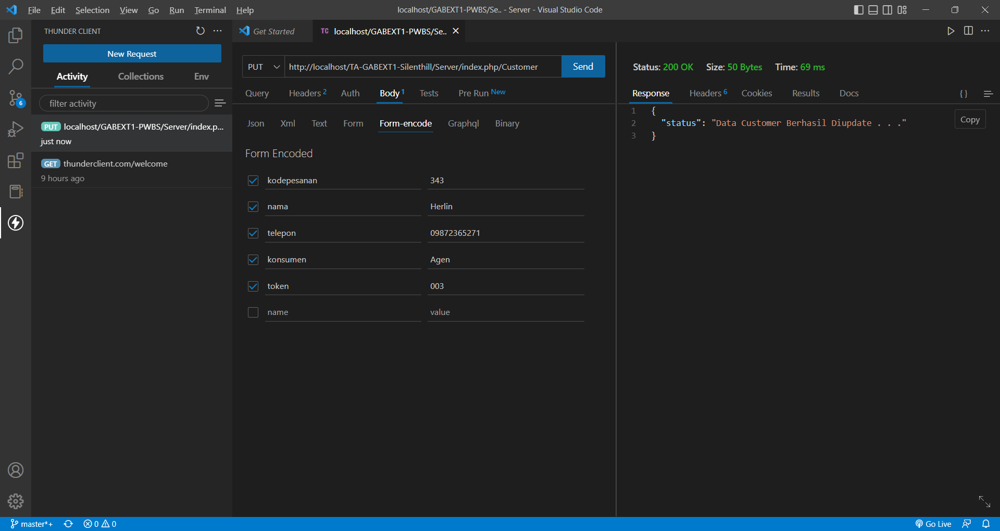 File Edit Selection View Go Run Terminal Help
localhost/GABEXT1-PWBS/Se.. - Server - Visual Studio Code
THUNDER CLIENT
New Request
Activity Collections Env
filter activity
PUT localhost/GABEXT1-PWBS/Server/index.p...
just now
GET thunderclient.com/welcome
9 hours ago
6
Get Started
TC localhost/GABEXT1-PWBS/Se..
PUT http://localhost/TA-GABEXT1-Silenthill/Server/index.php/Customer Send
Query Headers 2 Auth Body 1 Tests Pre Run New
Json Xml Text Form Form-encode Graphql Binary
Form Encoded
kodepesanan 343
nama Herlin
telepon 09872365271
konsumen Agen
token 003
name value
Status: 200 OK Size: 50 Bytes Time: 69 ms
Response Headers 6 Cookies Results Docs { }
1 {
2 "status": "Data Customer Berhasil Diupdate . . ."
3 }
Copy
master*+ 0 0 Go Live